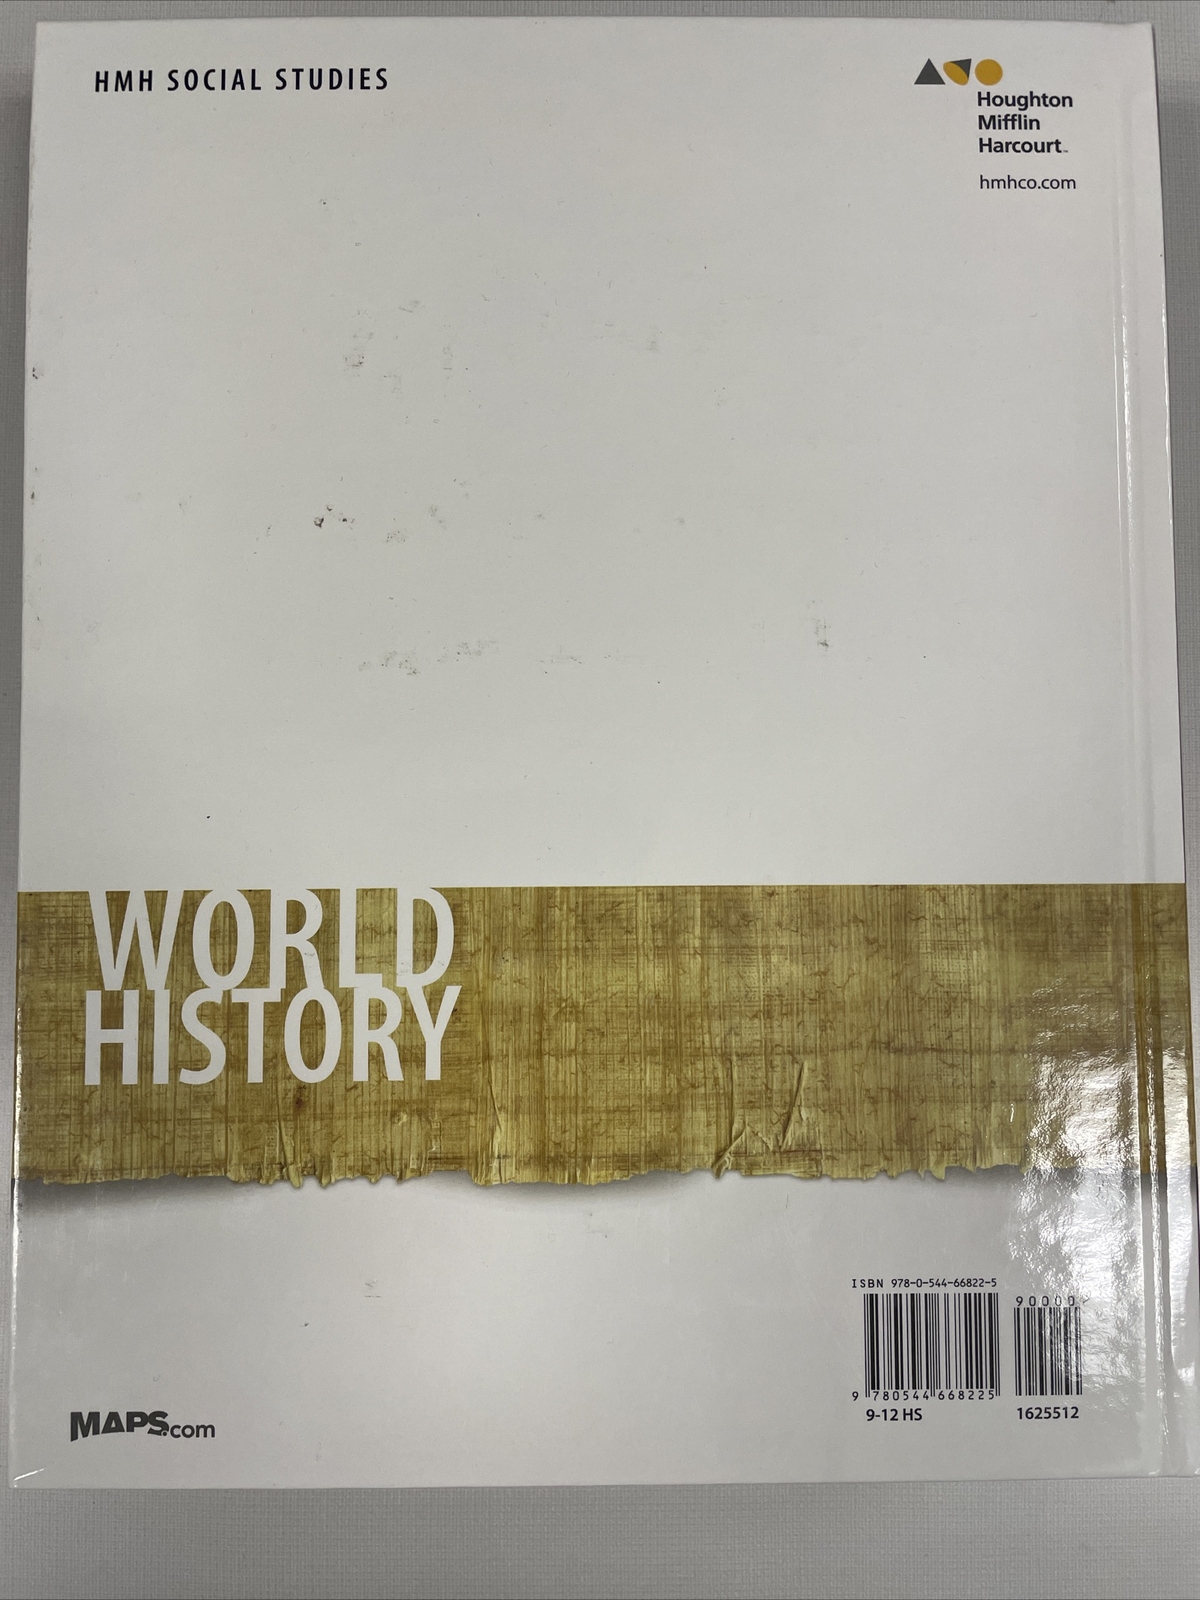 HMH SOCIAL STUDIES
Houghton
Mifflin
Harcourt™
hmhco.com
WORLD
HISTORY
ISBN 978-0-544-66822-5
90000>
9 780544 668225
9-12 HS
1625512
MAPS.com